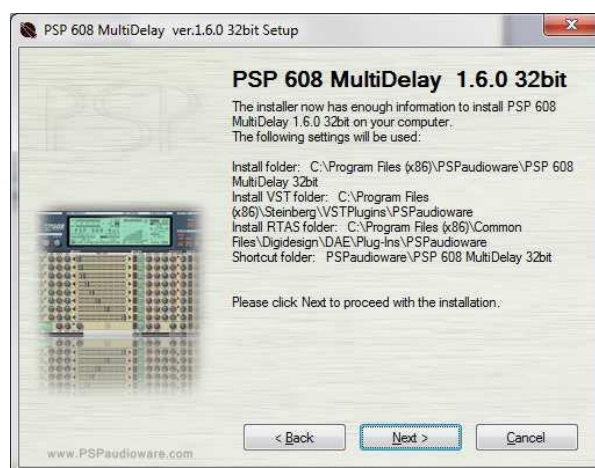 PSP 608 MultiDelay ver.1.6.0 32bit Setup
PSP
PSP 608 MultiDelay 1.6.0 32bit
The installer now has enough information to install PSP 608
MultiDelay 1.6.0 32bit on your computer.
The following settings will be used:
Install folder: C:\Program Files (x86)\PSPaudioware\PSP 608
MultiDelay 32bit
Install VST folder: C:\Program Files
(x86)\Steinberg\VSTPlugins\PSPaudioware
Install RTAS folder: C:\Program Files (x86)\Common
Files\Digidesign\DAE\Plug-Ins\PSPaudioware
Shortcut folder: PSPaudioware\PSP 608 MultiDelay 32bit
Please click Next to proceed with the installation.
< Back
Next >
Cancel
www.PSPaudioware.com